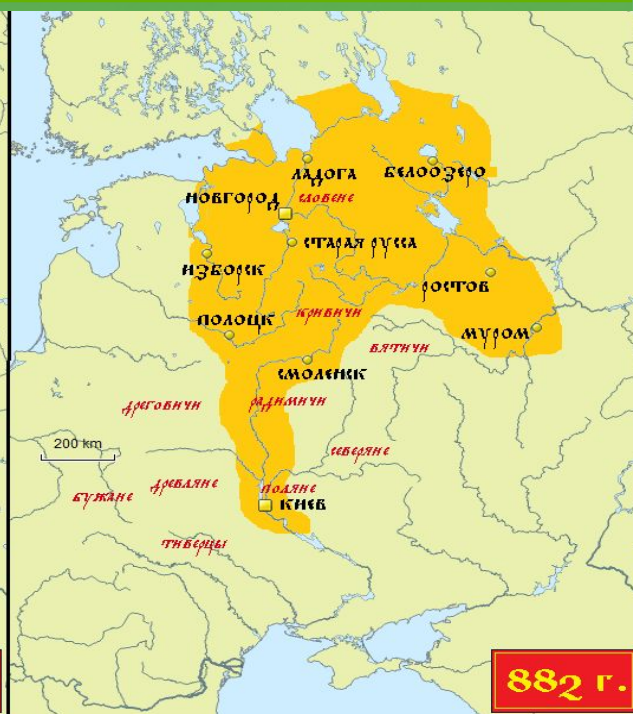 ЛАДОГА
БЕЛООЗЕРО
НОВГОРОД
СЛОВЕНЕ
СТАРАЯ РУССА
ИЗБОРСК
РОСТОВ
КРИВИЧИ
ПОЛОЦК
МУРОМ
ВЯТИЧИ
СМОЛЕНСК
ДРЕГОВИЧИ
РАДИМИЧИ
200 km
СЕВЕРЯНЕ
ДРЕВЛЯНЕ
ПОЛЯНЕ
БУЖАНЕ
КИЕВ
ТИВЕРЦЫ
882 г.